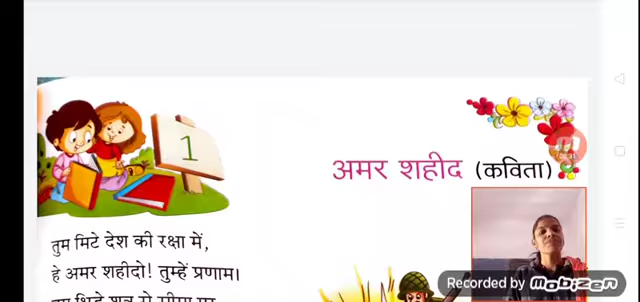 1
अमर शहीद (कविता)
तुम मिटे देश की रक्षा में,
हे अमर शहीदो! तुम्हें प्रणाम।
Recorded by mobizen